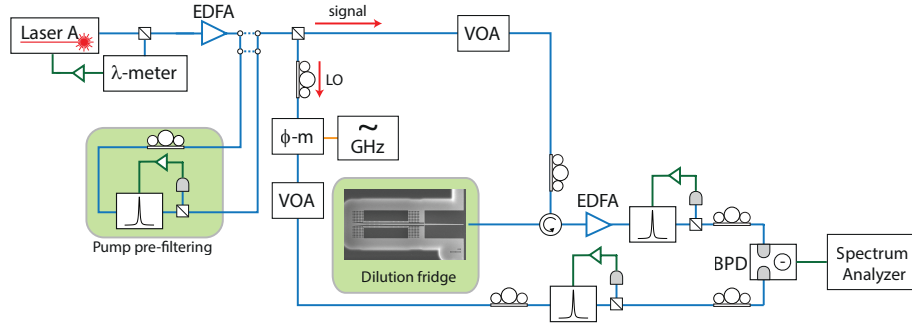 EDFA
signal
Laser A
VOA
λ-meter
LO
φ-m
~
GHz
VOA
EDFA
Pump pre-filtering
Dilution fridge
BPD
-
Spectrum
Analyzer